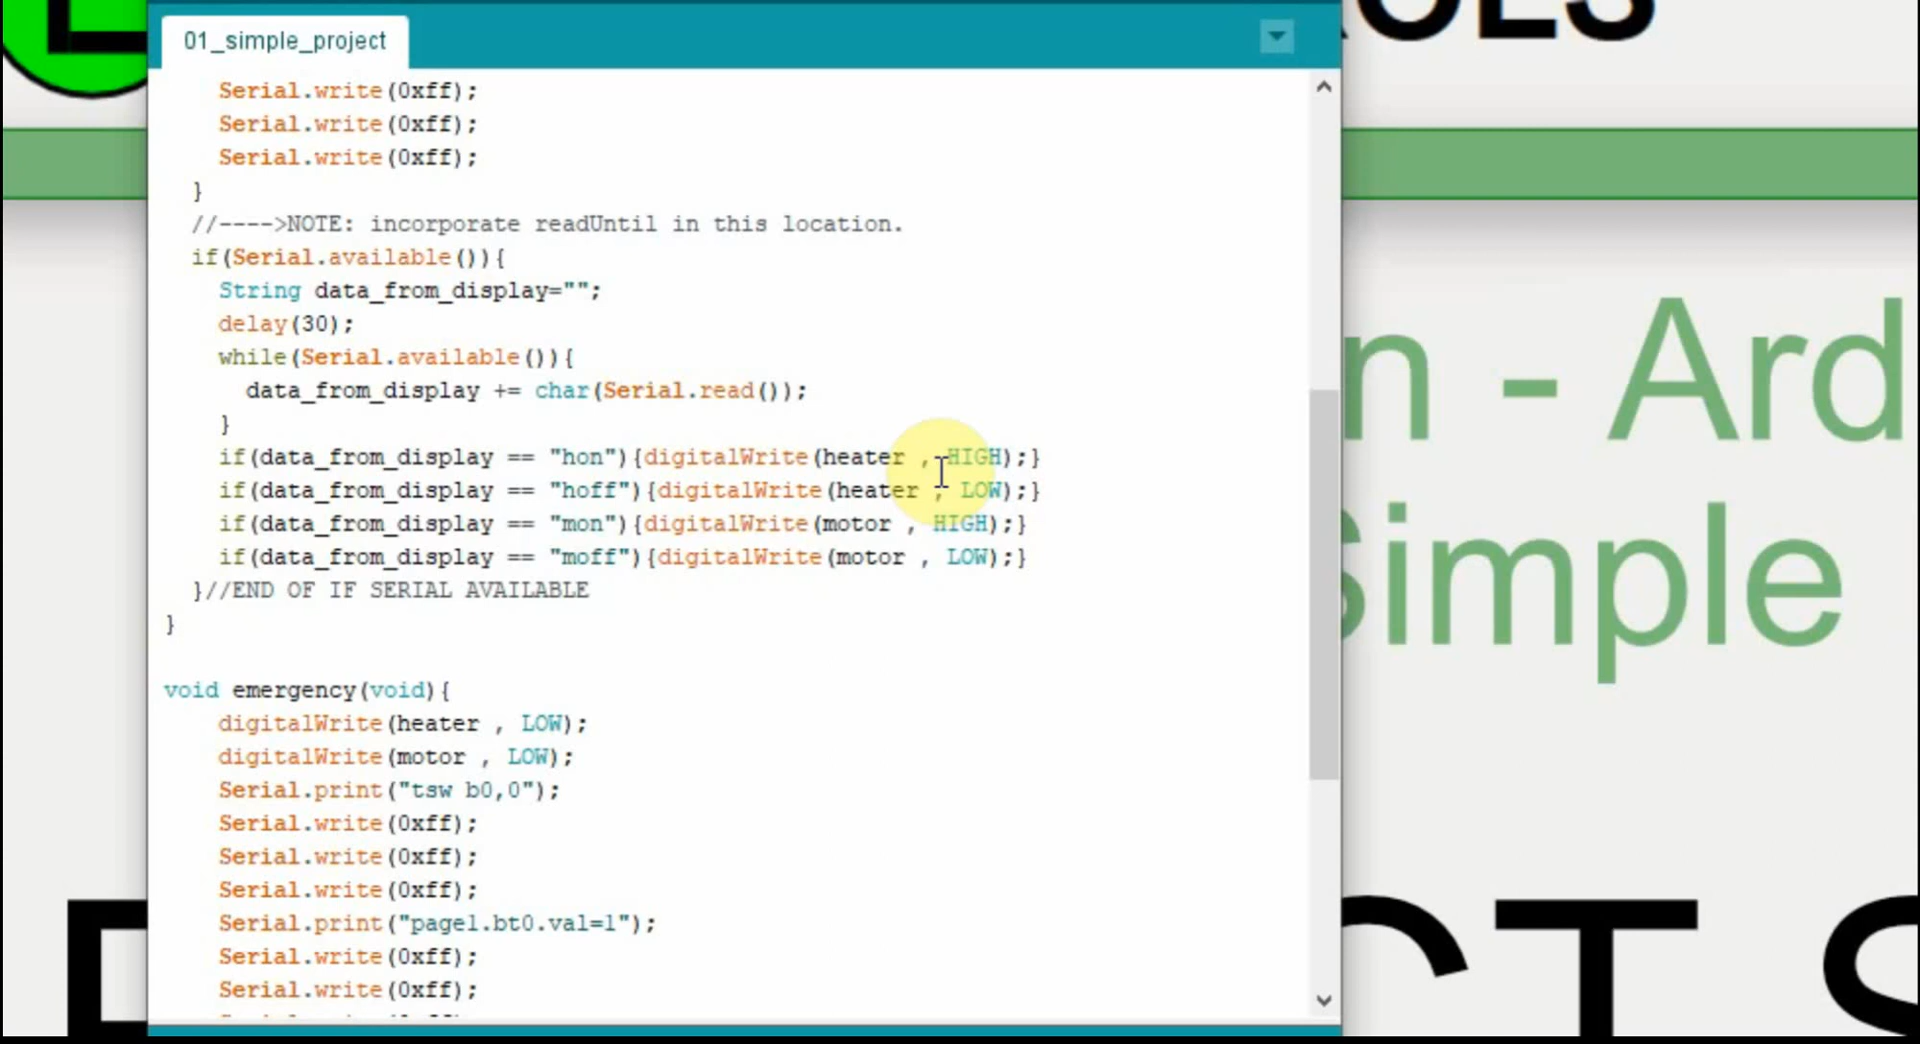 01_simple_project
Serial.write(0xff);
Serial.write(0xff);
Serial.write(0xff);
}
//---->NOTE: incorporate readUntil in this location.
if(Serial.available()){
String data_from_display="";
delay(30);
while(Serial.available()){
data_from_display += char(Serial.read());
}
if(data_from_display == "hon"){digitalWrite(heater , HIGH);}
if(data_from_display == "hoff"){digitalWrite(heater , LOW);}
if(data_from_display == "mon"){digitalWrite(motor , HIGH);}
if(data_from_display == "moff"){digitalWrite(motor , LOW);}
}//END OF IF SERIAL AVAILABLE
}
void emergency(void){
digitalWrite(heater , LOW);
digitalWrite(motor , LOW);
Serial.print("tsw b0,0");
Serial.write(0xff);
Serial.write(0xff);
Serial.write(0xff);
Serial.print("page1.bt0.val=1");
Serial.write(0xff);
Serial.write(0xff);
n - Ard
Simple
CT S